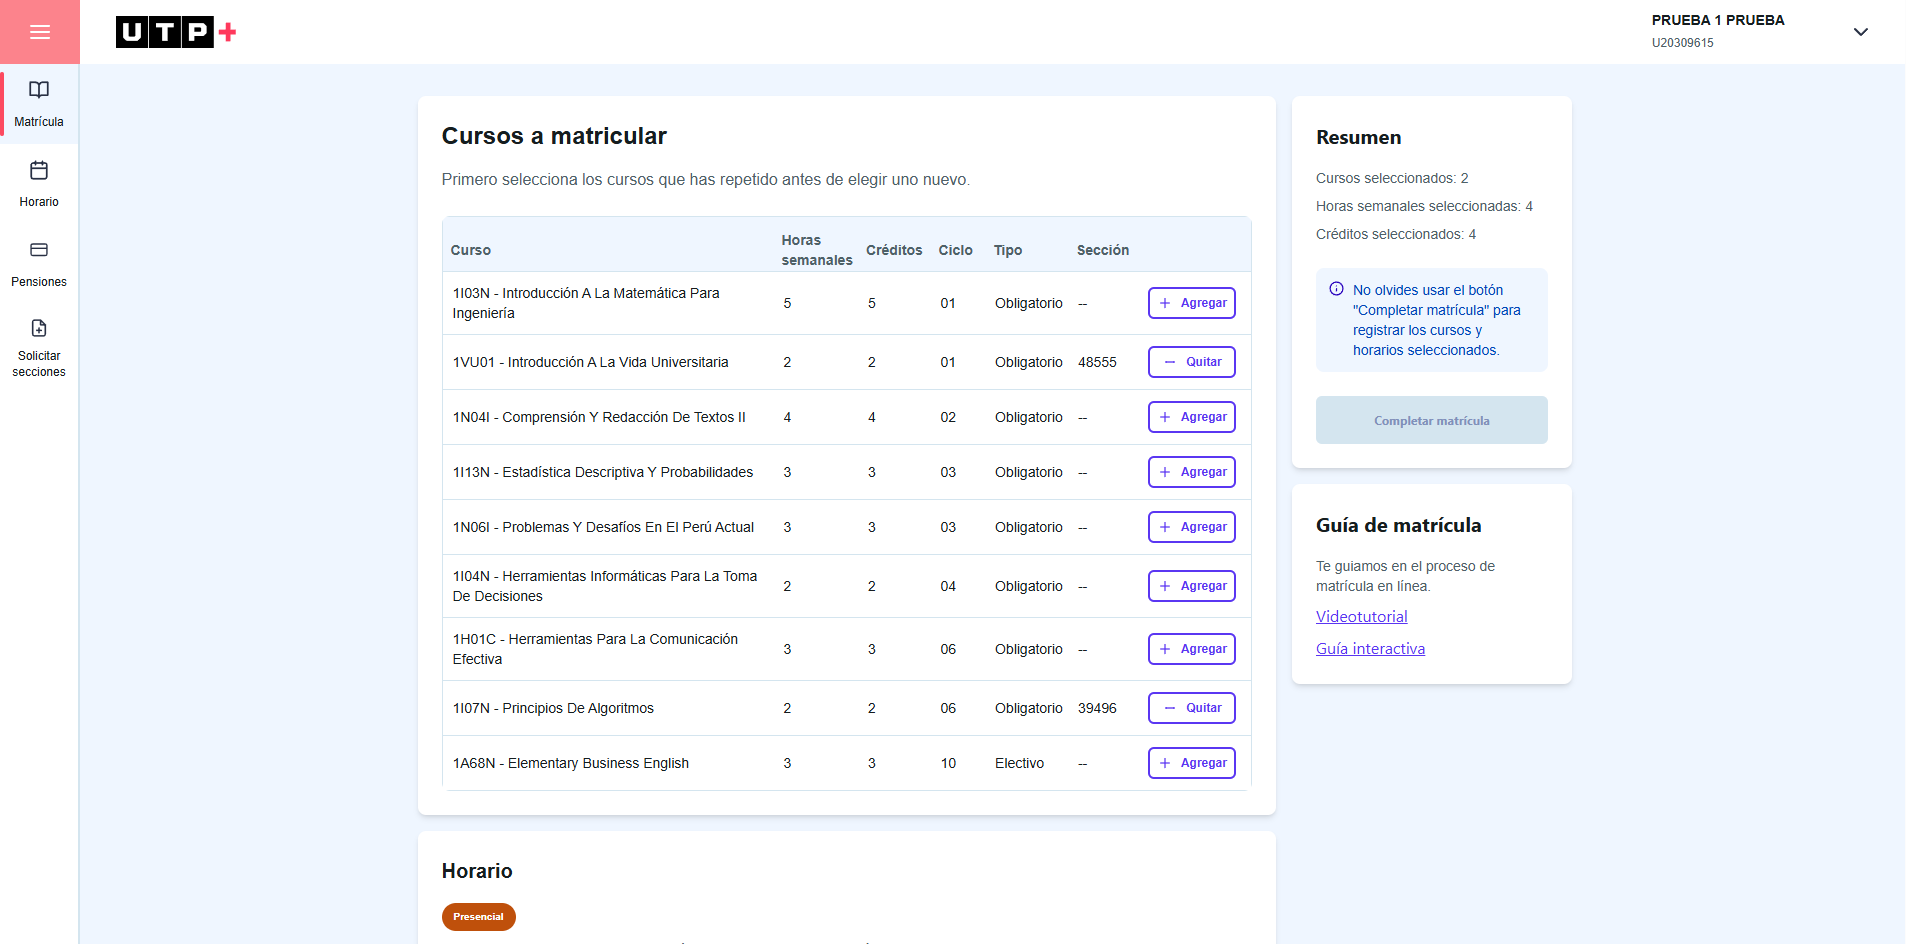 UTP+
PRUEBA 1 PRUEBA
U20309615
Matrícula
Horario
Pensiones
Solicitar
secciones
Cursos a matricular
Primero selecciona los cursos que has repetido antes de elegir uno nuevo.
Curso Horas semanales Créditos Ciclo Tipo Sección
1I03N - Introducción A La Matemática Para
Ingeniería 5 5 01 Obligatorio -- + Agregar
1VU01 - Introducción A La Vida Universitaria 2 2 01 Obligatorio 48555 − Quitar
1N04I - Comprensión Y Redacción De Textos II 4 4 02 Obligatorio -- + Agregar
1I13N - Estadística Descriptiva Y Probabilidades 3 3 03 Obligatorio -- + Agregar
1N06I - Problemas Y Desafíos En El Perú Actual 3 3 03 Obligatorio -- + Agregar
1I04N - Herramientas Informáticas Para La Toma
De Decisiones 2 2 04 Obligatorio -- + Agregar
1H01C - Herramientas Para La Comunicación
Efectiva 3 3 06 Obligatorio -- + Agregar
1I07N - Principios De Algoritmos 2 2 06 Obligatorio 39496 − Quitar
1A68N - Elementary Business English 3 3 10 Electivo -- + Agregar
Horario
Presencial
Resumen
Cursos seleccionados: 2
Horas semanales seleccionadas: 4
Créditos seleccionados: 4
No olvides usar el botón
"Completar matrícula" para
registrar los cursos y
horarios seleccionados.
Completar matrícula
Guía de matrícula
Te guiamos en el proceso de
matrícula en línea.
Videotutorial
Guía interactiva